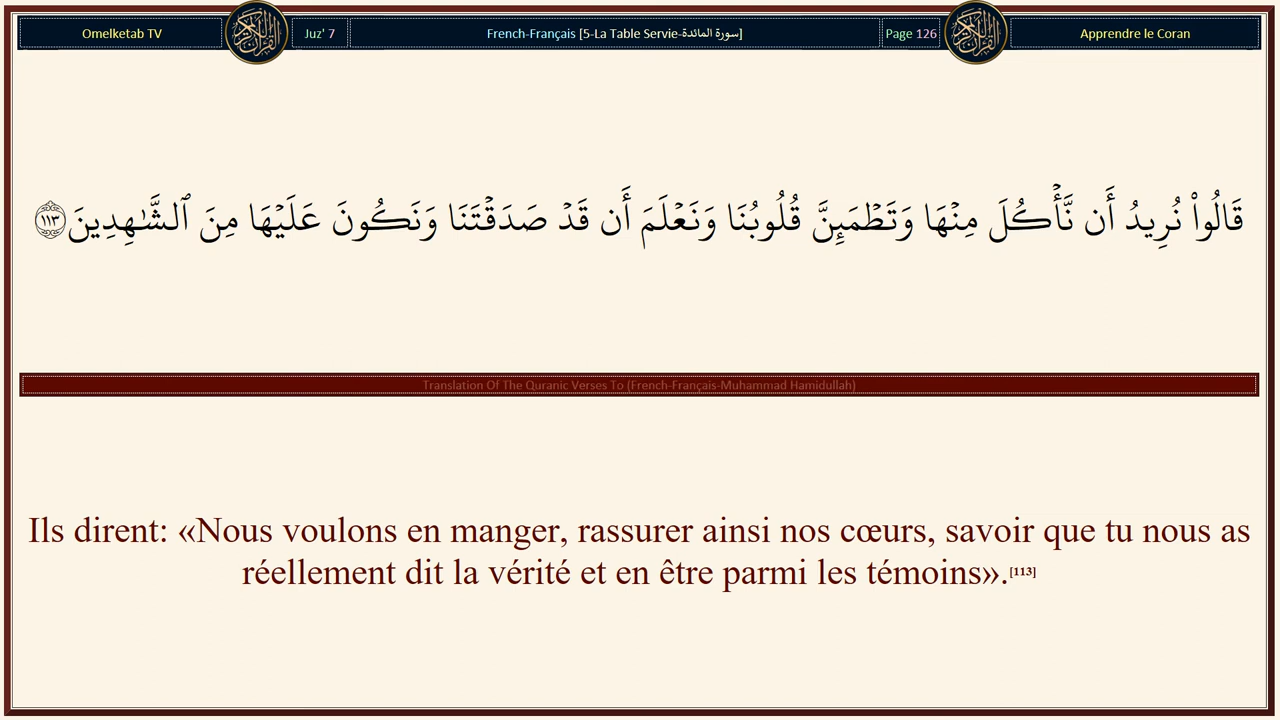 Omelketab TV
Juz' 7
French-Français [5-La Table Servie-سورة المائدة]
Page 126
Apprendre le Coran
قَالُواْ نُرِيدُ أَن نَّأۡكُلَ مِنۡهَا وَتَطۡمَئِنَّ قُلُوبُنَا وَنَعۡلَمَ أَن قَدۡ صَدَقۡتَنَا وَنَكُونَ عَلَيۡهَا مِنَ ٱلشَّٰهِدِينَ ١١٣
Translation Of The Quranic Verses To (French-Français-Muhammad Hamidullah)
Ils dirent: «Nous voulons en manger, rassurer ainsi nos cœurs, savoir que tu nous as
réellement dit la vérité et en être parmi les témoins».[113]